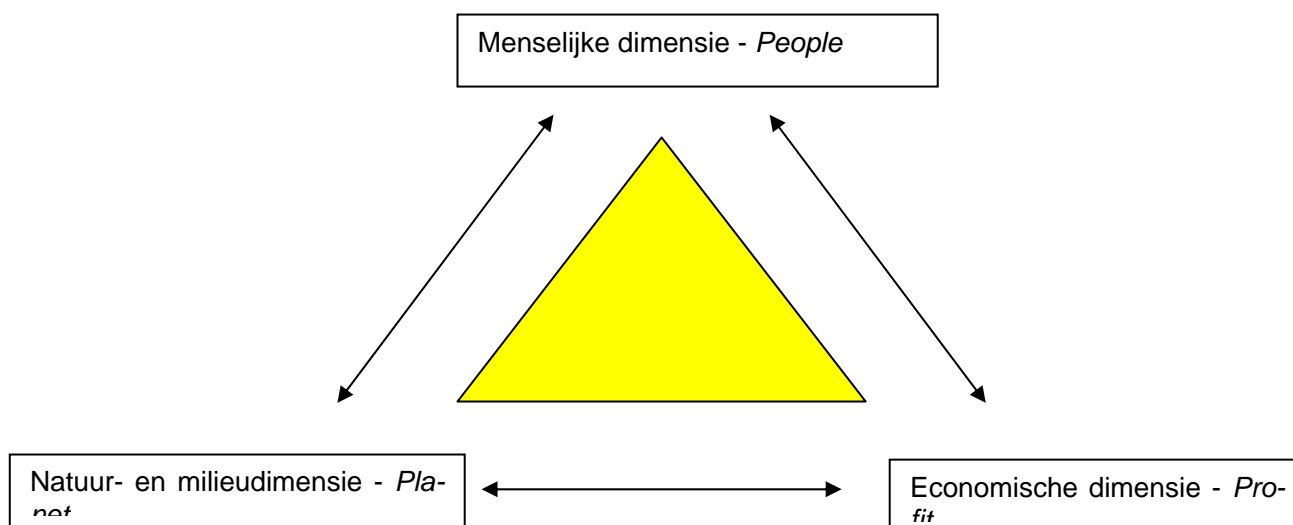 Menselijke dimensie - People
Natuur- en milieudimensie - Pla-
net
Economische dimensie - Pro-
fit